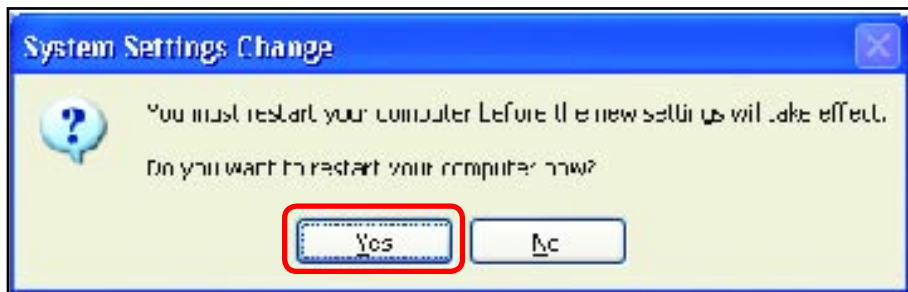 System Settings Change
You must restart your computer before the new settings will take effect.
Do you want to restart your computer now?
Yes
No